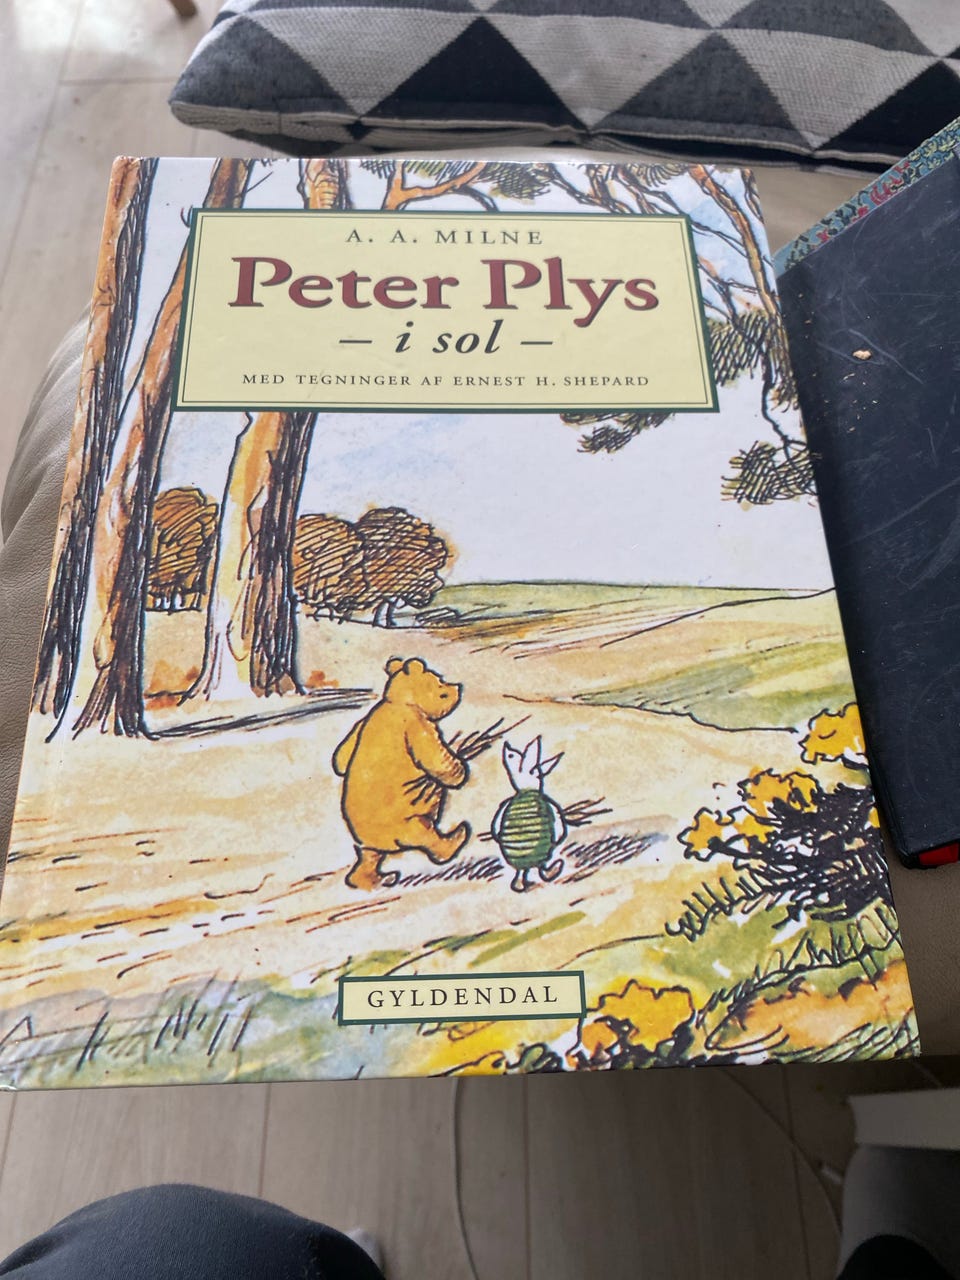 A. A. MILNE
Peter Plys
– i sol –
MED TEGNINGER AF ERNEST H. SHEPARD
GYLDENDAL